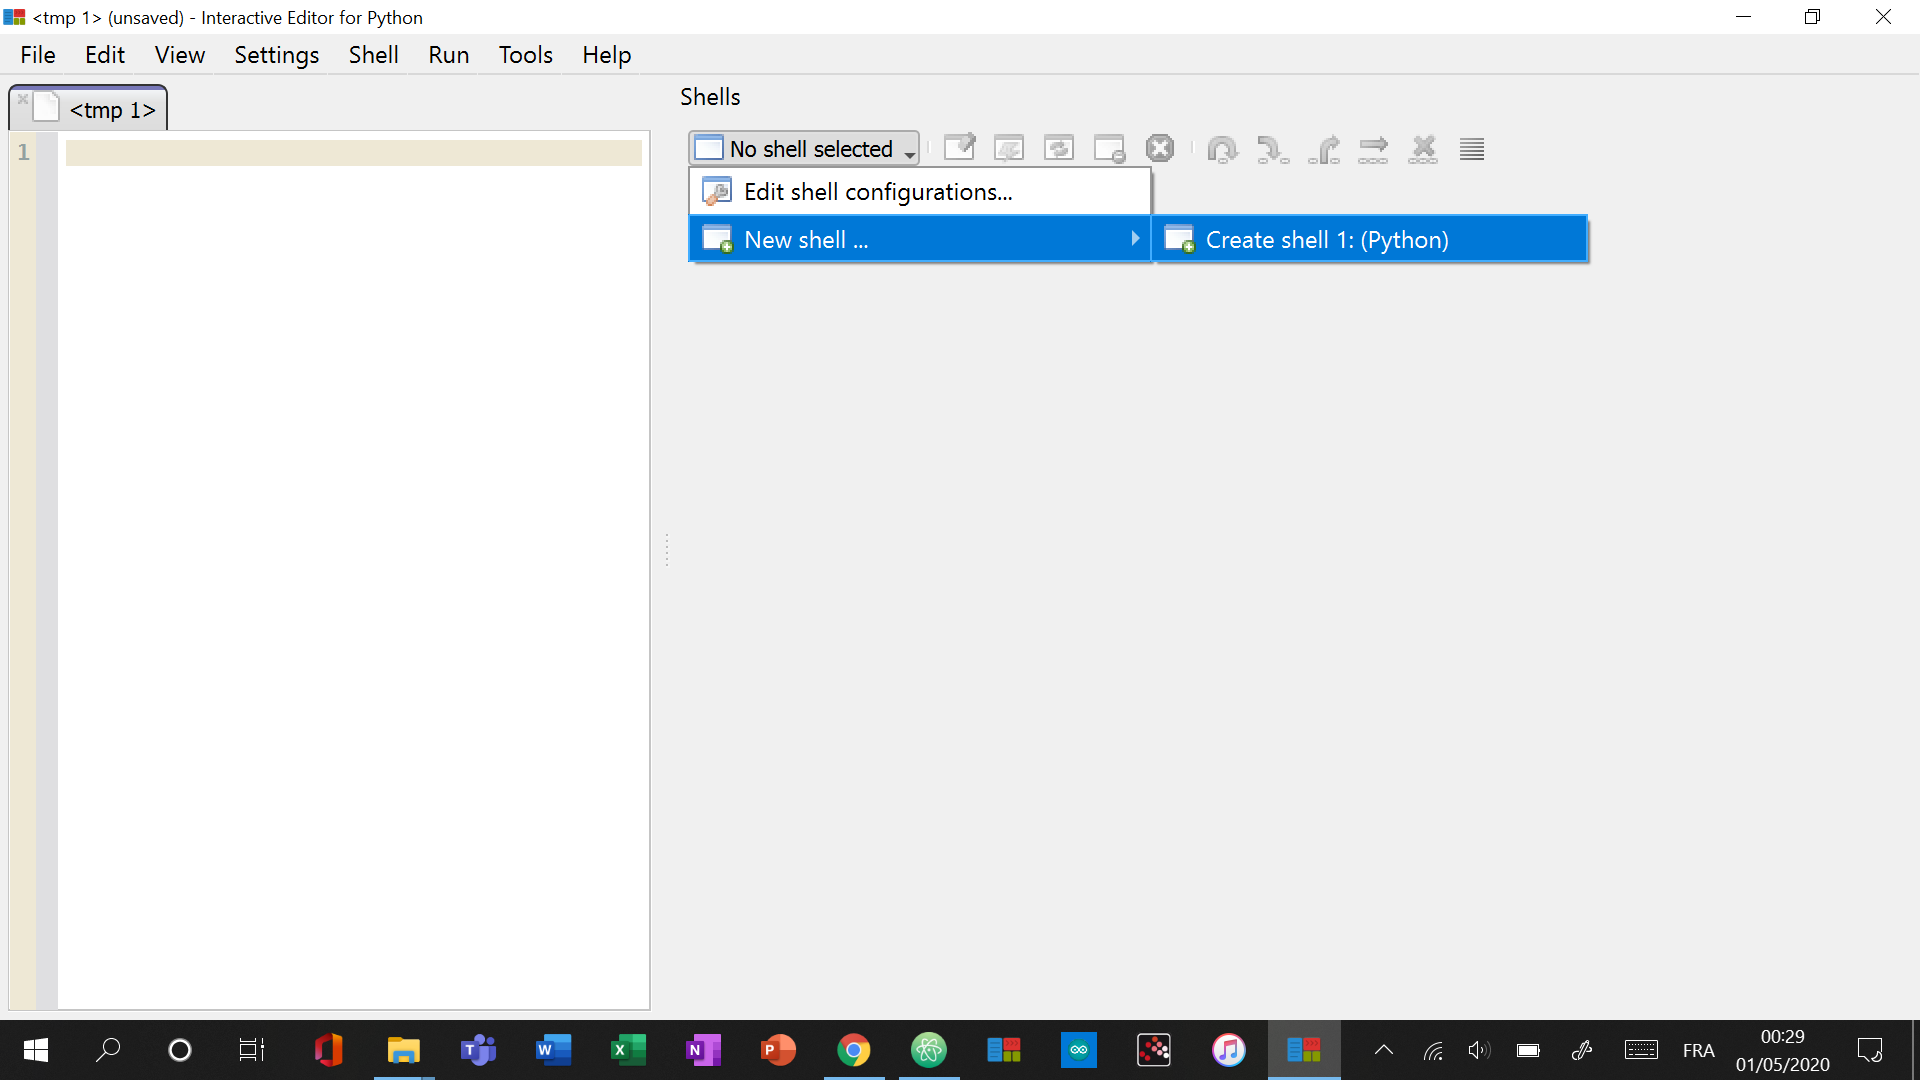 <tmp 1> (unsaved) - Interactive Editor for Python
File Edit View Settings Shell Run Tools Help
<tmp 1>
Shells
1
No shell selected
Edit shell configurations...
New shell ...
Create shell 1: (Python)
FRA
00:29
01/05/2020